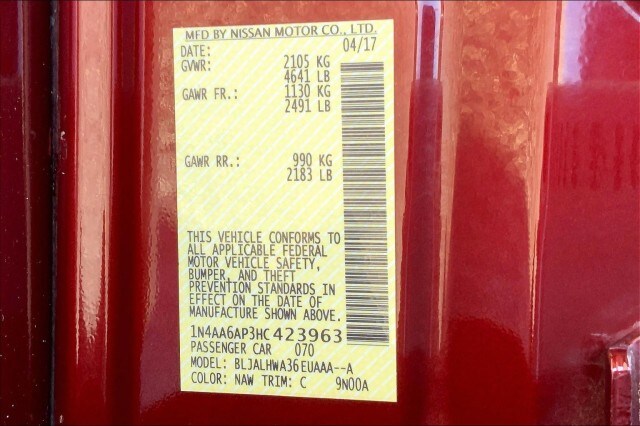 MFD BY NISSAN MOTOR CO., LTD.
DATE: 04/17
GVWR: 2105 KG
4641 LB
GAWR FR.: 1130 KG
2491 LB
GAWR RR.: 990 KG
2183 LB
THIS VEHICLE CONFORMS TO
ALL APPLICABLE FEDERAL
MOTOR VEHICLE SAFETY,
BUMPER, AND THEFT
PREVENTION STANDARDS IN
EFFECT ON THE DATE OF
MANUFACTURE SHOWN ABOVE.
1N4AA6AP3HC423963
PASSENGER CAR 070
MODEL: BLJALHWA36EUAAA--A
COLOR: NAW TRIM: C 9N00A